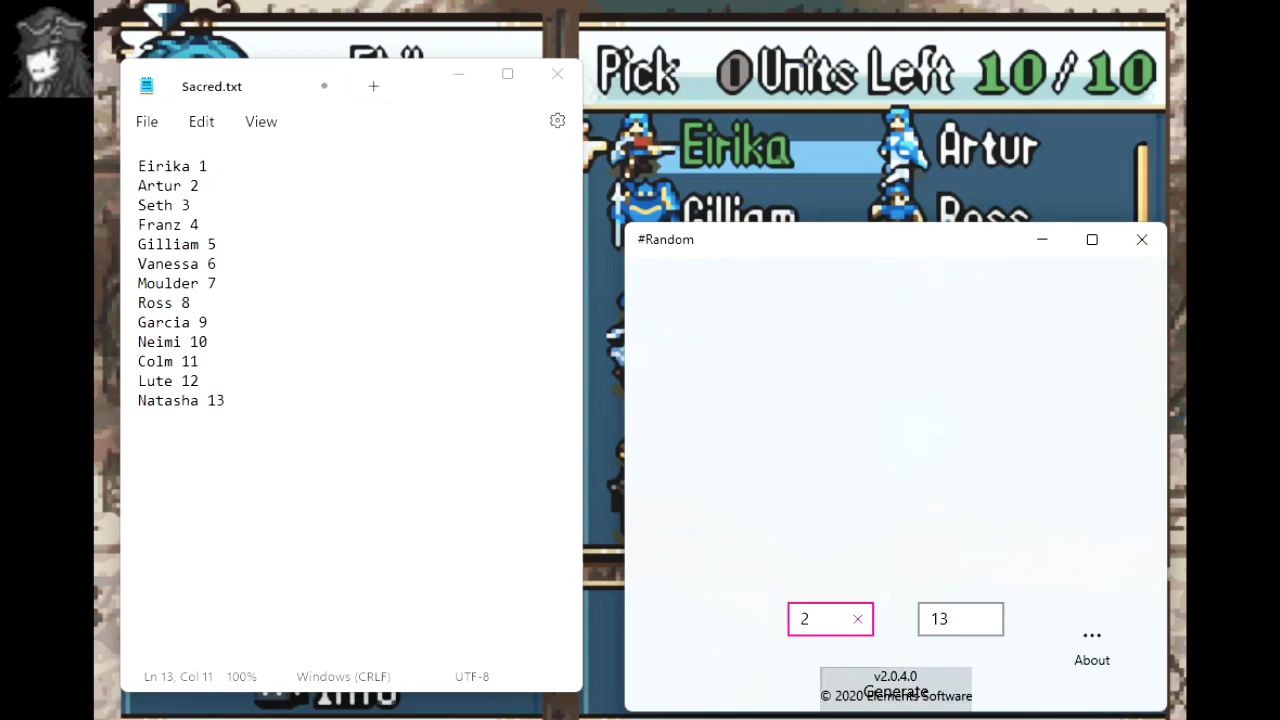 Pick 0 Units Left 10/10
Eirika Artur
Gilliam Ross
Sacred.txt
File Edit View
Eirika 1
Artur 2
Seth 3
Franz 4
Gilliam 5
Vanessa 6
Moulder 7
Ross 8
Garcia 9
Neimi 10
Colm 11
Lute 12
Natasha 13
Ln 13, Col 11 100% Windows (CRLF) UTF-8
#Random
2 13
About
v2.0.4.0
Generate
© 2020 Elements Software
Info